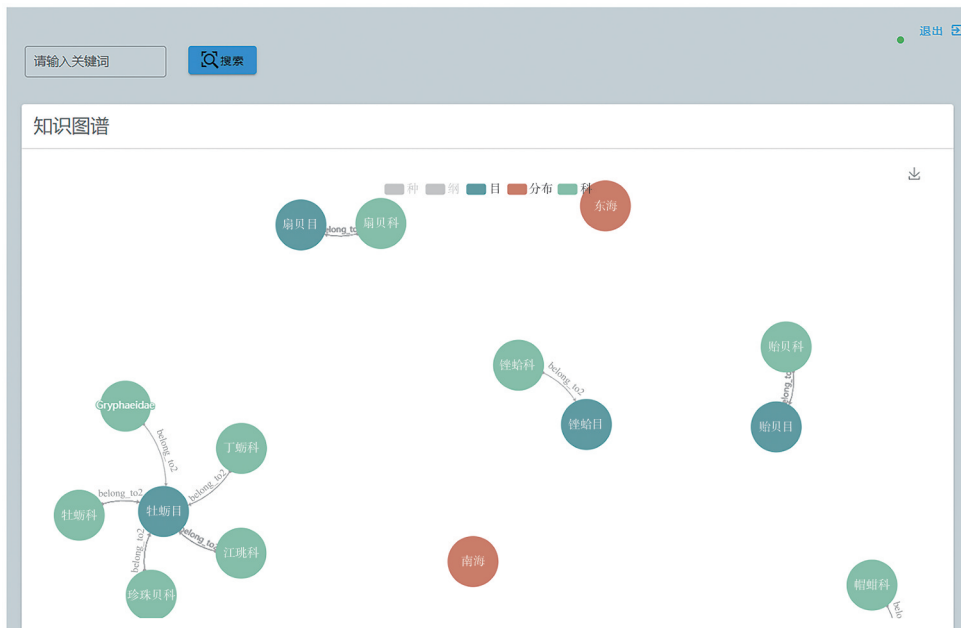 退出
请输入关键词
搜索
知识图谱
种 纲 目 分布 科
东海
扇贝目
扇贝科
锉蛤科
belong_to2
锉蛤目
贻贝科
贻贝目
Gryphaeidae
belong_to2
丁蛎科
belong_to2
belong_to2
牡蛎科
牡蛎目
belong_to2
belong_to2
江珧科
珍珠贝科
南海
帽蚶科
belo